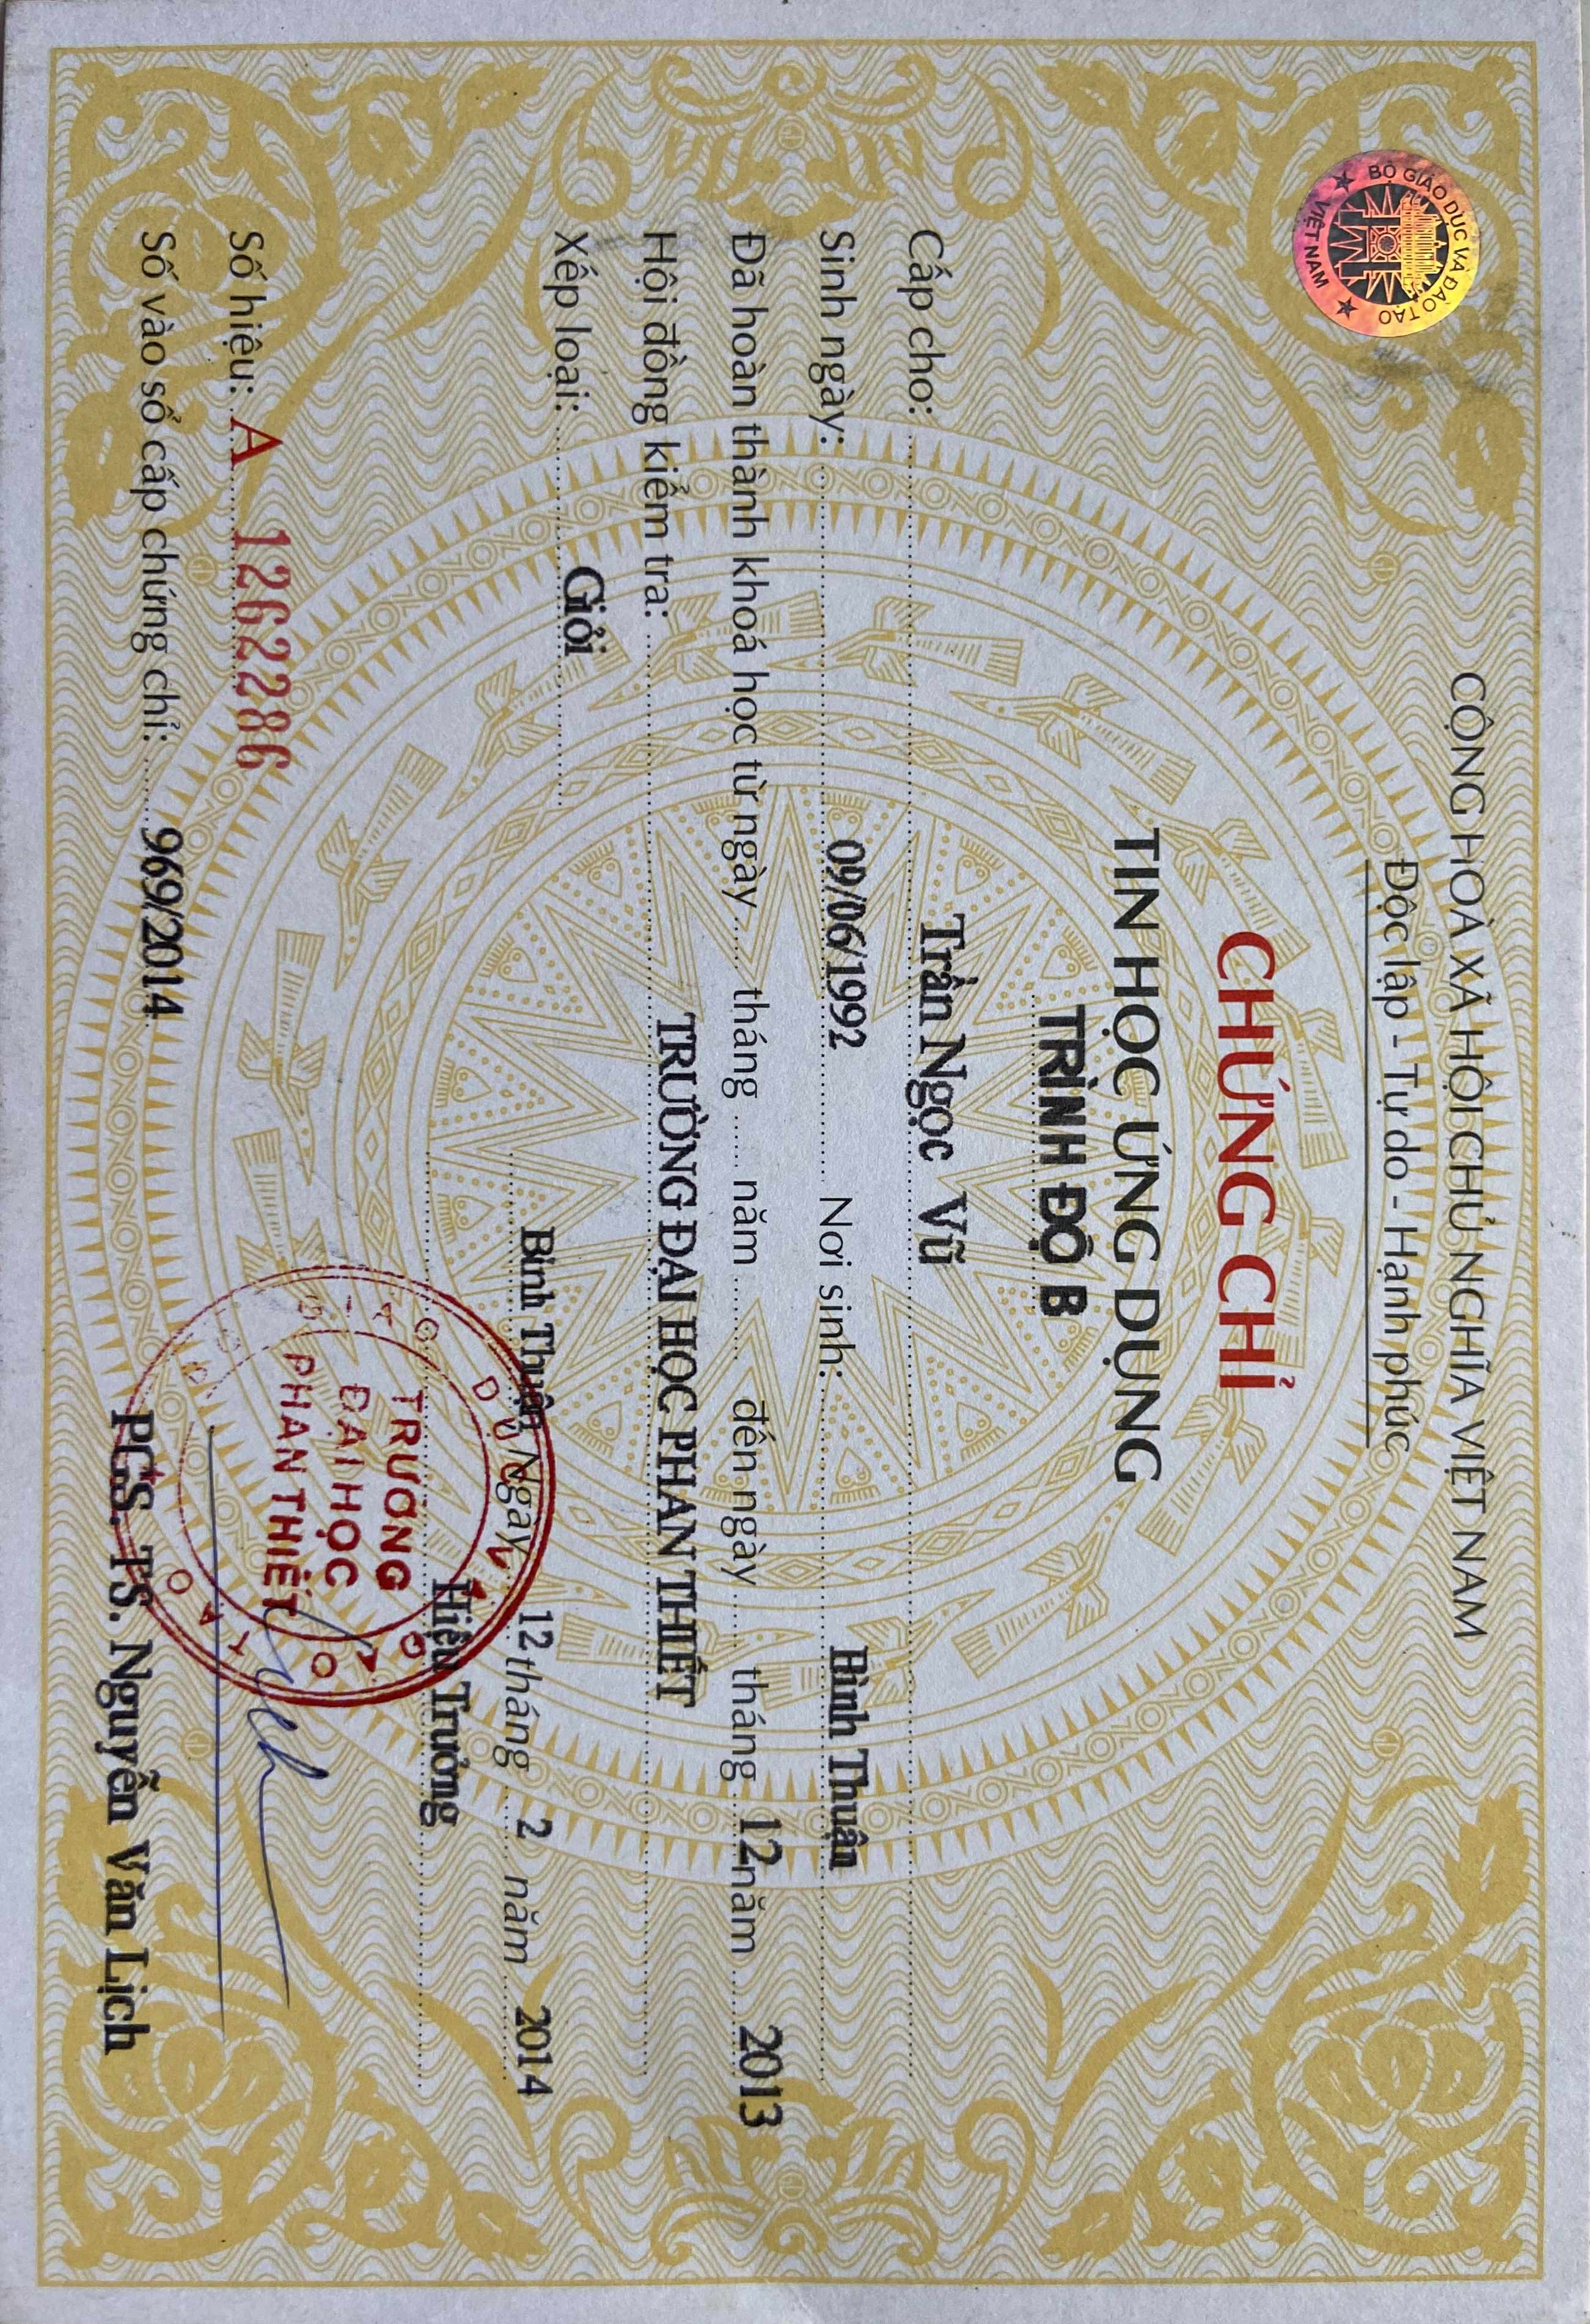 CỘNG HOÀ XÃ HỘI CHỦ NGHĨA VIỆT NAM
Độc lập - Tự do - Hạnh phúc
BỘ GIÁO DỤC VÀ ĐÀO TẠO
VIỆT NAM
CHỨNG CHỈ
TIN HỌC ỨNG DỤNG
TRÌNH ĐỘ B
Cấp cho: Trần Ngọc Vũ
Sinh ngày: 09/06/1992 Nơi sinh: Bình Thuận
Đã hoàn thành khoá học từ ngày ...... tháng ..... năm ........ đến ngày ...... tháng 12 năm 2013
Hội đồng kiểm tra: TRƯỜNG ĐẠI HỌC PHAN THIẾT
Xếp loại: Giỏi
Bình Thuận Ngày 12 tháng 2 năm 2014
Hiệu Trưởng
Số hiệu: A 1262286
GIÁO DỤC VÀ ĐÀO TẠO
TRƯỜNG
ĐẠI HỌC
PHAN THIẾT
Số vào sổ cấp chứng chỉ: 969/2014
PGS. TS. Nguyễn Văn Lịch